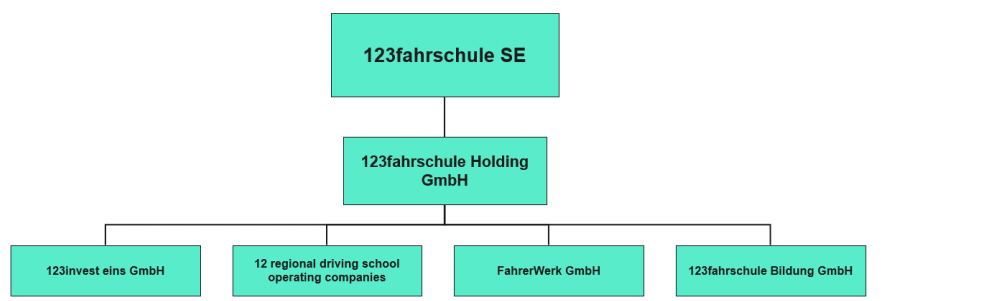 123fahrschule SE
123fahrschule Holding
GmbH
123invest eins GmbH
12 regional driving school
operating companies
FahrerWerk GmbH
123fahrschule Bildung GmbH